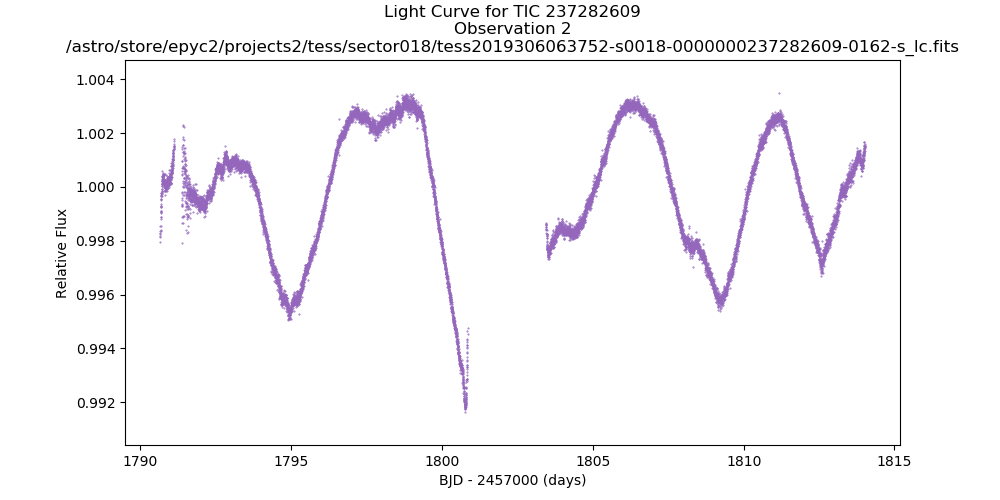 Light Curve for TIC 237282609
Observation 2
/astro/store/epyc2/projects2/tess/sector018/tess2019306063752-s0018-0000000237282609-0162-s_lc.fits
1.004
1.002
1.000
0.998
0.996
0.994
0.992
Relative Flux
1790
1795
1800
1805
1810
1815
BJD - 2457000 (days)